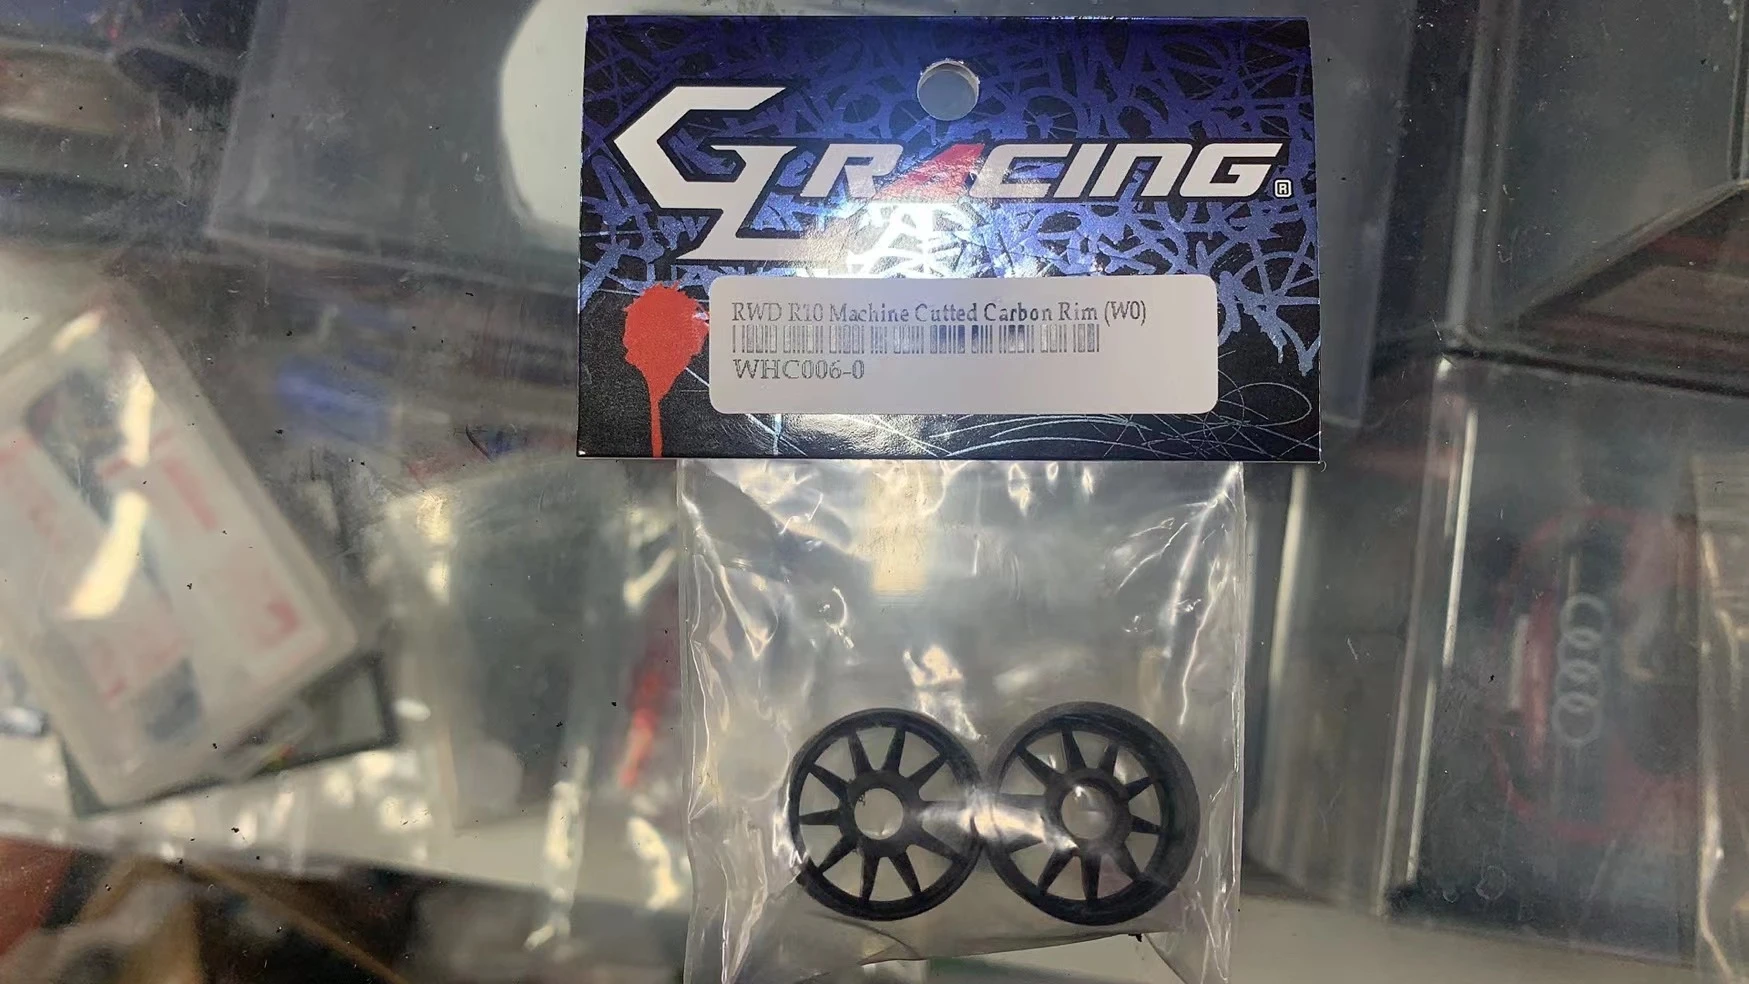 GL RACING ®
RWD R10 Machine Cutted Carbon Rim (W0)
WHC006-0